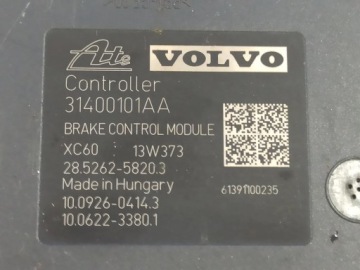 Ate VOLVO
Controller
31400101AA
BRAKE CONTROL MODULE
XC60 13W373
28.5262-5820.3
Made in Hungary
61391100235
10.0926-0414.3
10.0622-3380.1